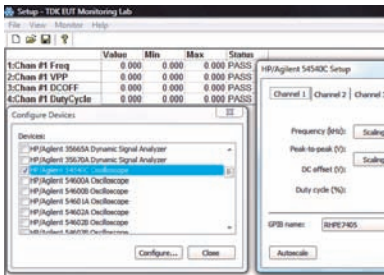 Setup - TDK EUT Monitoring Lab
File View Monitor Help
Value Min Max Status
1:Chan #1 Freq 0.000 0.000 0.000 PASS
2:Chan #1 VPP 0.000 0.000 0.000 PASS
3:Chan #1 DCOFF 0.000 0.000 0.000 PASS
4:Chan #1 DutyCycle 0.000 0.000 0.000 PASS
Configure Devices
Devices:
HP/Agilent 35665A Dynamic Signal Analyzer
HP/Agilent 35670A Dynamic Signal Analyzer
HP/Agilent 54540C Oscilloscope
HP/Agilent 54600A Oscilloscope
HP/Agilent 54600B Oscilloscope
HP/Agilent 54601A Oscilloscope
HP/Agilent 54602A Oscilloscope
HP/Agilent 54602B Oscilloscope
Configure... Close
HP/Agilent 54540C Setup
Channel 1 Channel 2 Channel
Frequency (kHz): Scaling
Peak-to-peak (V):
DC offset (V): Scaling
Duty cycle (%):
GPIB name: RHPE7405
Autoscale